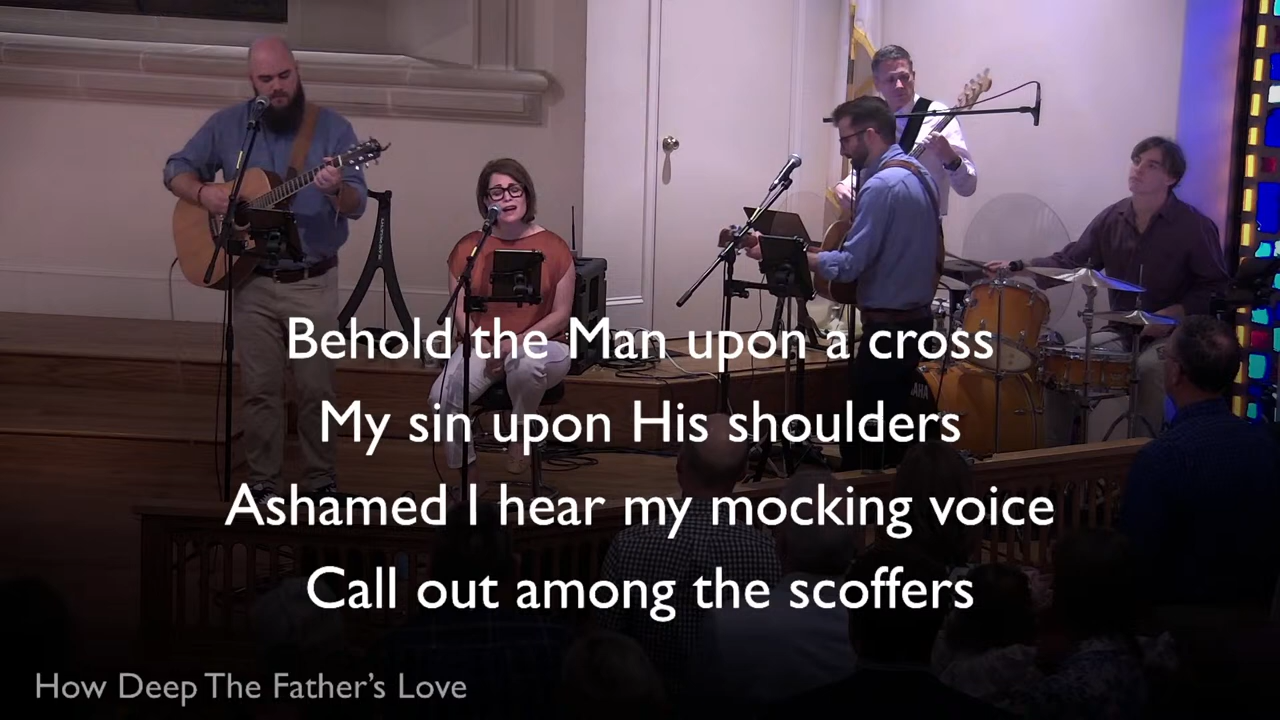 Behold the Man upon a cross
My sin upon His shoulders
Ashamed I hear my mocking voice
Call out among the scoffers
How Deep The Father's Love